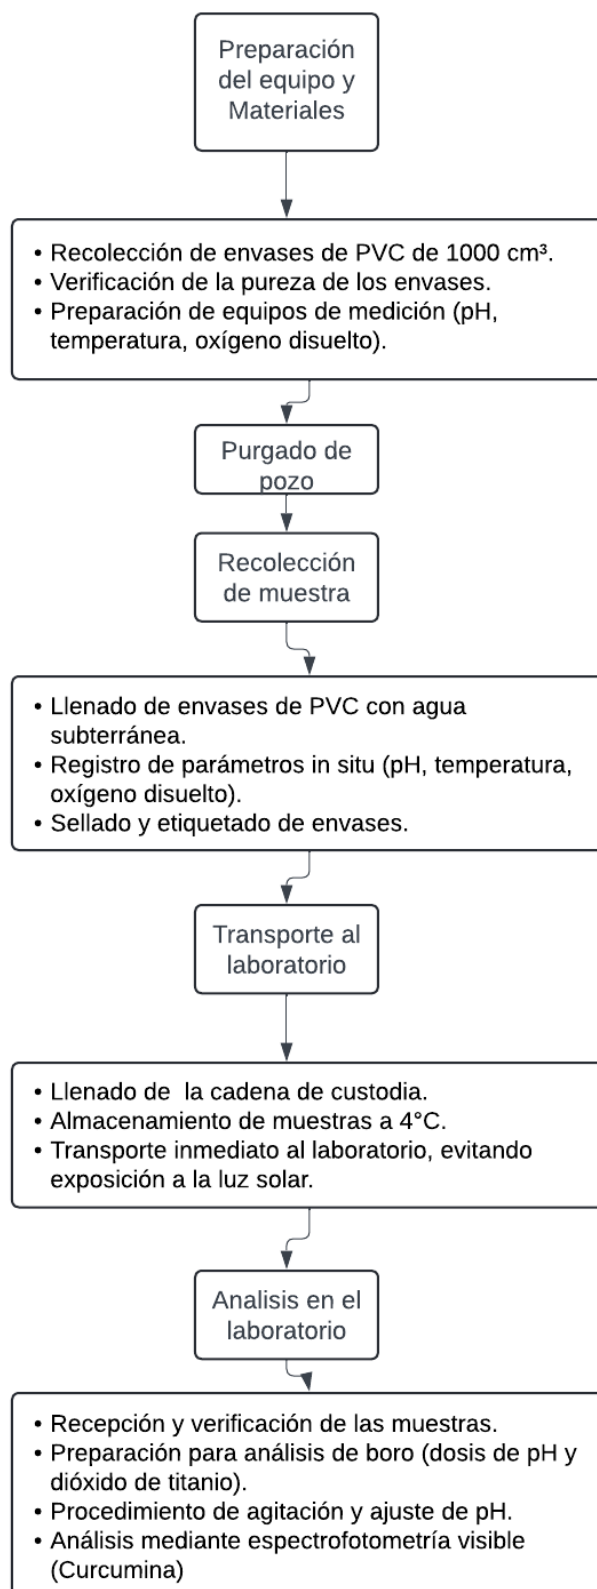 Preparación
del equipo y
Materiales
• Recolección de envases de PVC de 1000 cm³.
• Verificación de la pureza de los envases.
• Preparación de equipos de medición (pH,
temperatura, oxígeno disuelto).
Purgado de
pozo
Recolección
de muestra
• Llenado de envases de PVC con agua
subterránea.
• Registro de parámetros in situ (pH, temperatura,
oxígeno disuelto).
• Sellado y etiquetado de envases.
Transporte al
laboratorio
• Llenado de  la cadena de custodia.
• Almacenamiento de muestras a 4°C.
• Transporte inmediato al laboratorio, evitando
exposición a la luz solar.
Analisis en el
laboratorio
• Recepción y verificación de las muestras.
• Preparación para análisis de boro (dosis de pH y
dióxido de titanio).
• Procedimiento de agitación y ajuste de pH.
• Análisis mediante espectrofotometría visible
(Curcumina)